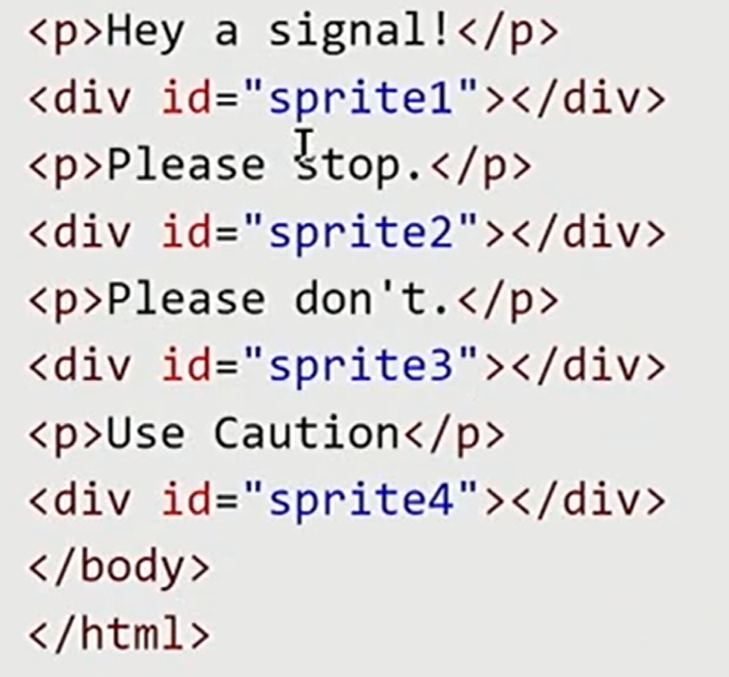 <p>Hey a signal!</p>
<div id="sprite1"></div>
<p>Please stop.</p>
<div id="sprite2"></div>
<p>Please don't.</p>
<div id="sprite3"></div>
<p>Use Caution</p>
<div id="sprite4"></div>
</body>
</html>